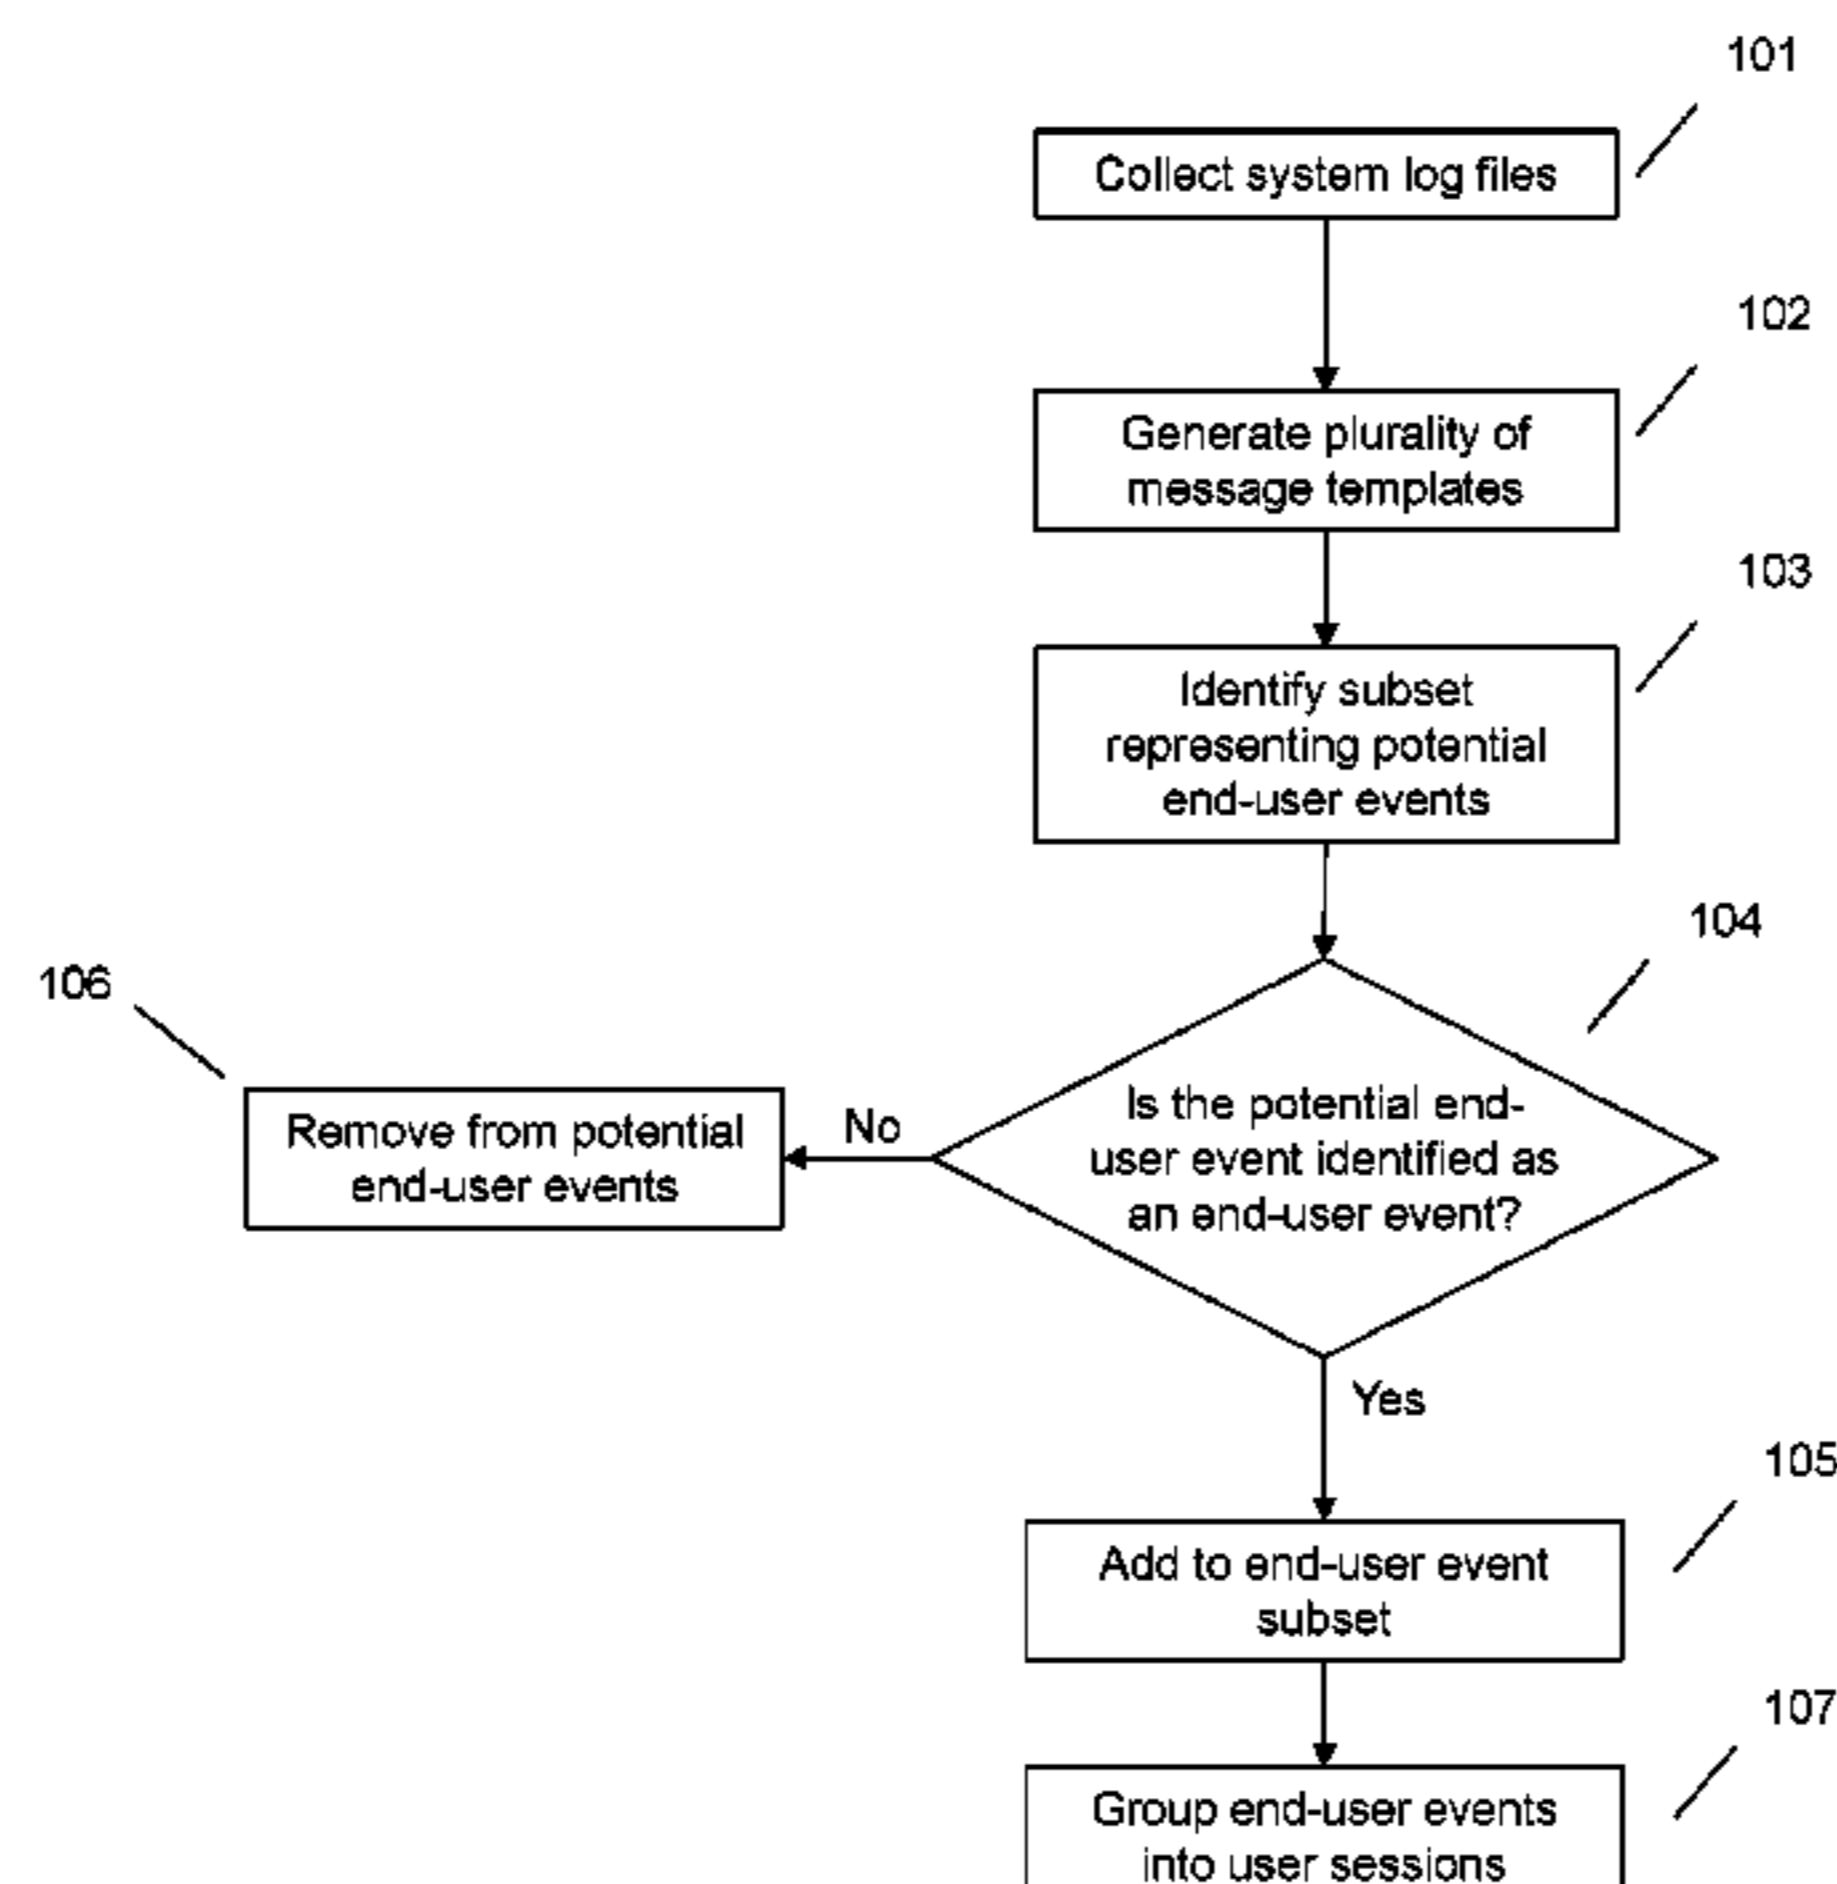 101
Collect system log files
102
Generate plurality of
message templates
103
Identify subset
representing potential
end-user events
104
106
Is the potential end-
user event identified as
an end-user event?
No
Remove from potential
end-user events
Yes
105
Add to end-user event
subset
107
Group end-user events
into user sessions